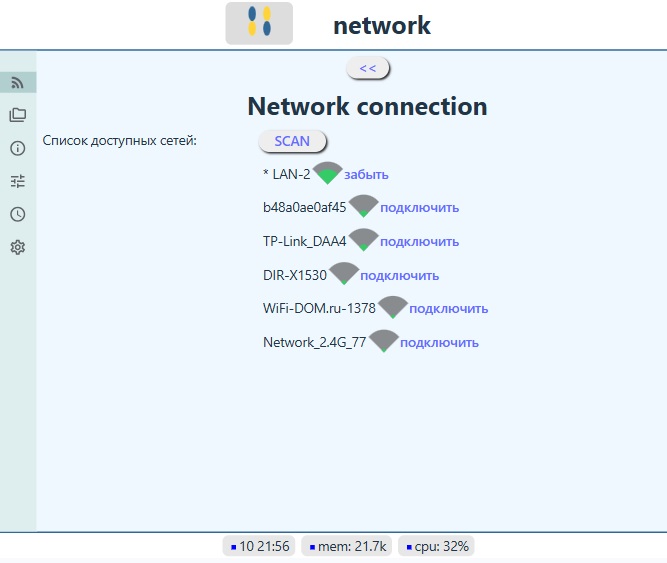 network
<<
Network connection
Список доступных сетей: SCAN
* LAN-2 забыть
b48a0ae0af45 подключить
TP-Link_DAA4 подключить
DIR-X1530 подключить
WiFi-DOM.ru-1378 подключить
Network_2.4G_77 подключить
10 21:56 mem: 21.7k cpu: 32%